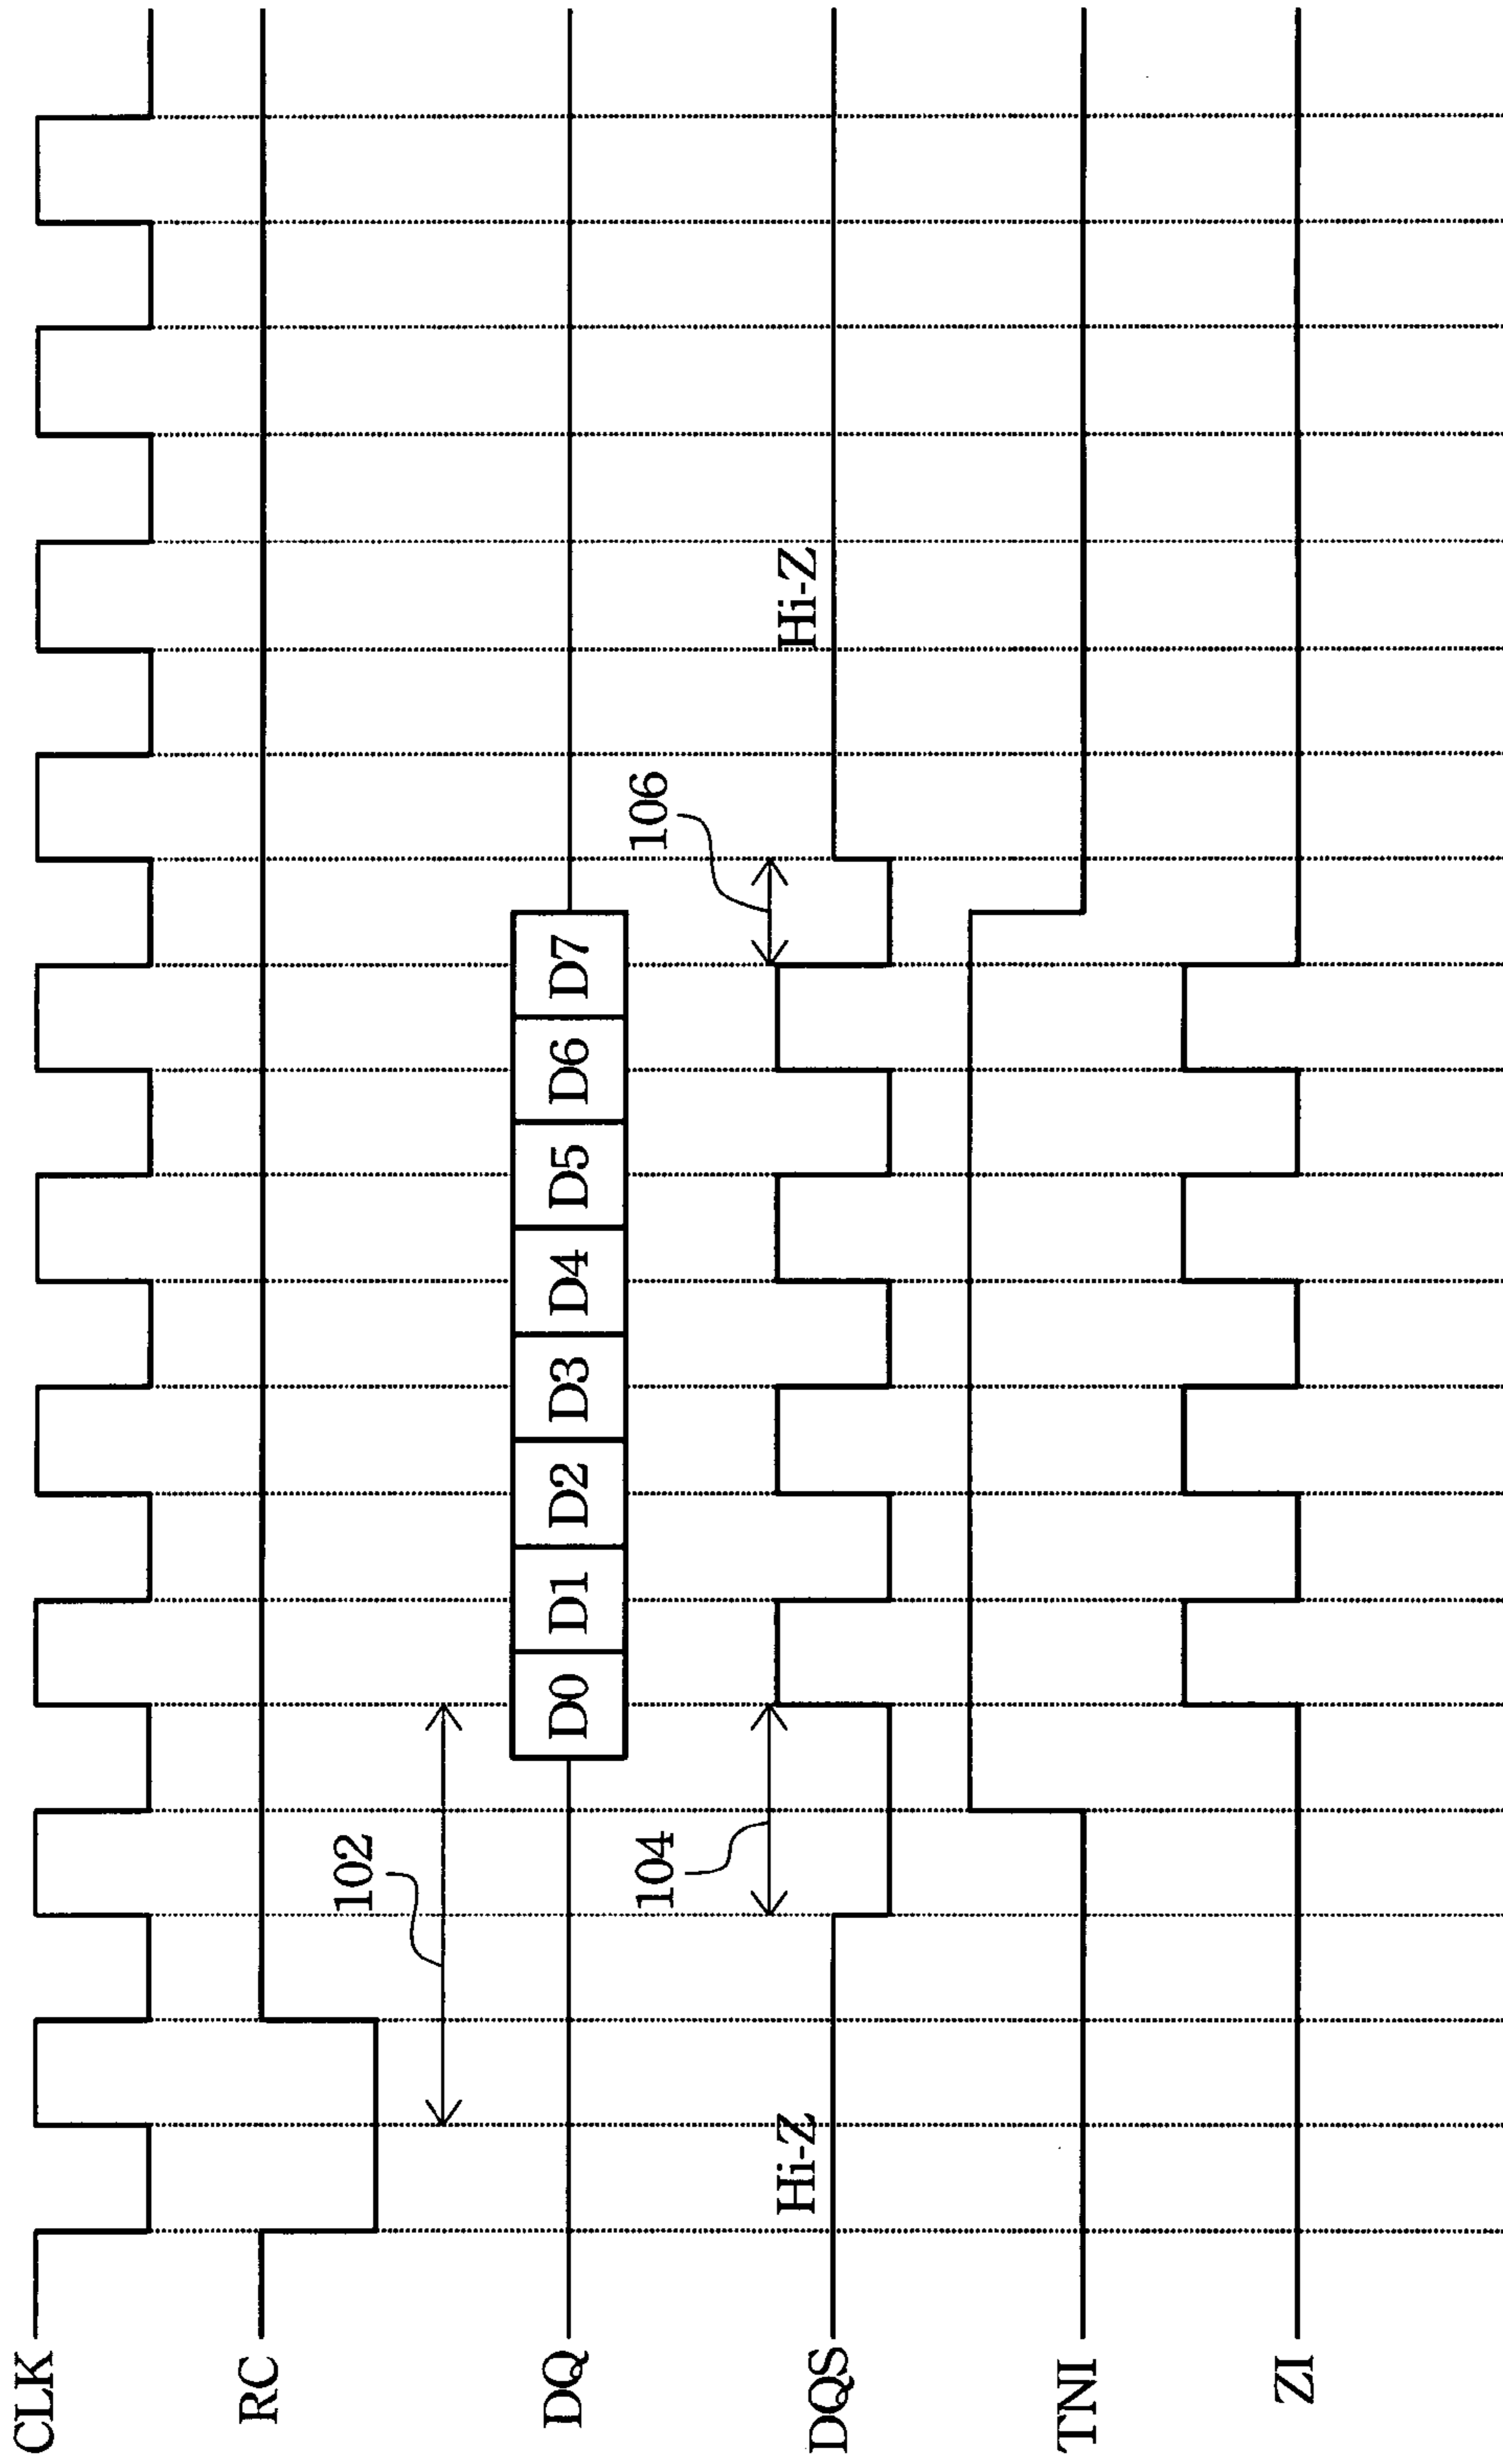 CLK
RC
102
DQ
D0 D1 D2 D3 D4 D5 D6 D7
104
106
DQS
Hi-Z
Hi-Z
TNI
ZI